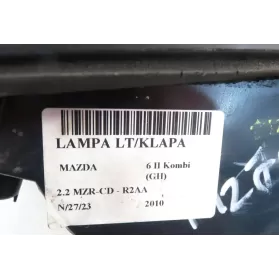 LAMPA LT/KLAPA
MAZDA 6 II Kombi
(GH)
2.2 MZR-CD - R2AA
N/27/23 2010